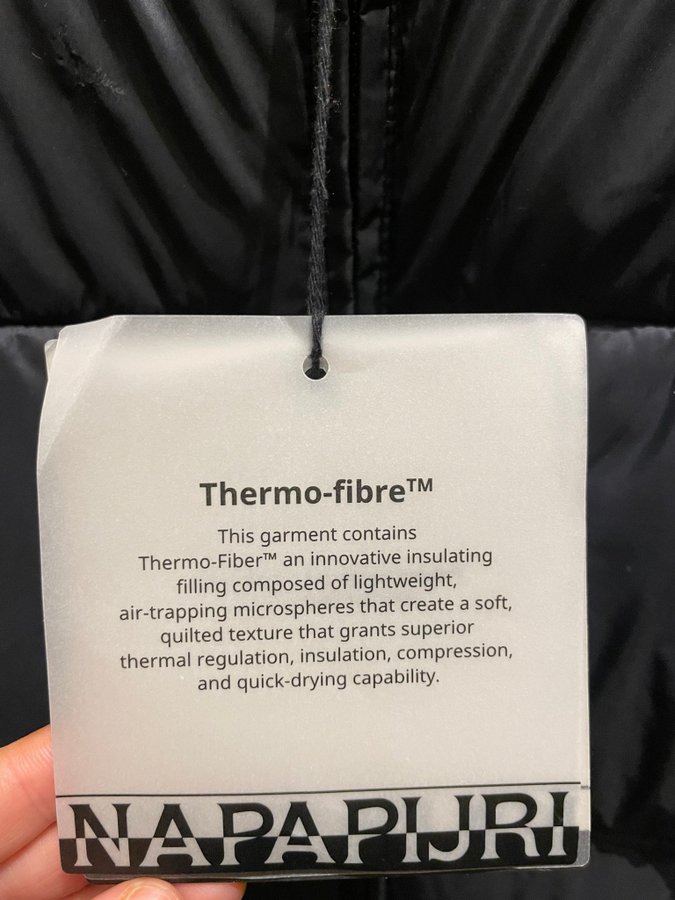 Thermo-fibre™
This garment contains
Thermo-Fiber™ an innovative insulating
filling composed of lightweight,
air-trapping microspheres that create a soft,
quilted texture that grants superior
thermal regulation, insulation, compression,
and quick-drying capability.
NAPAPIJRI